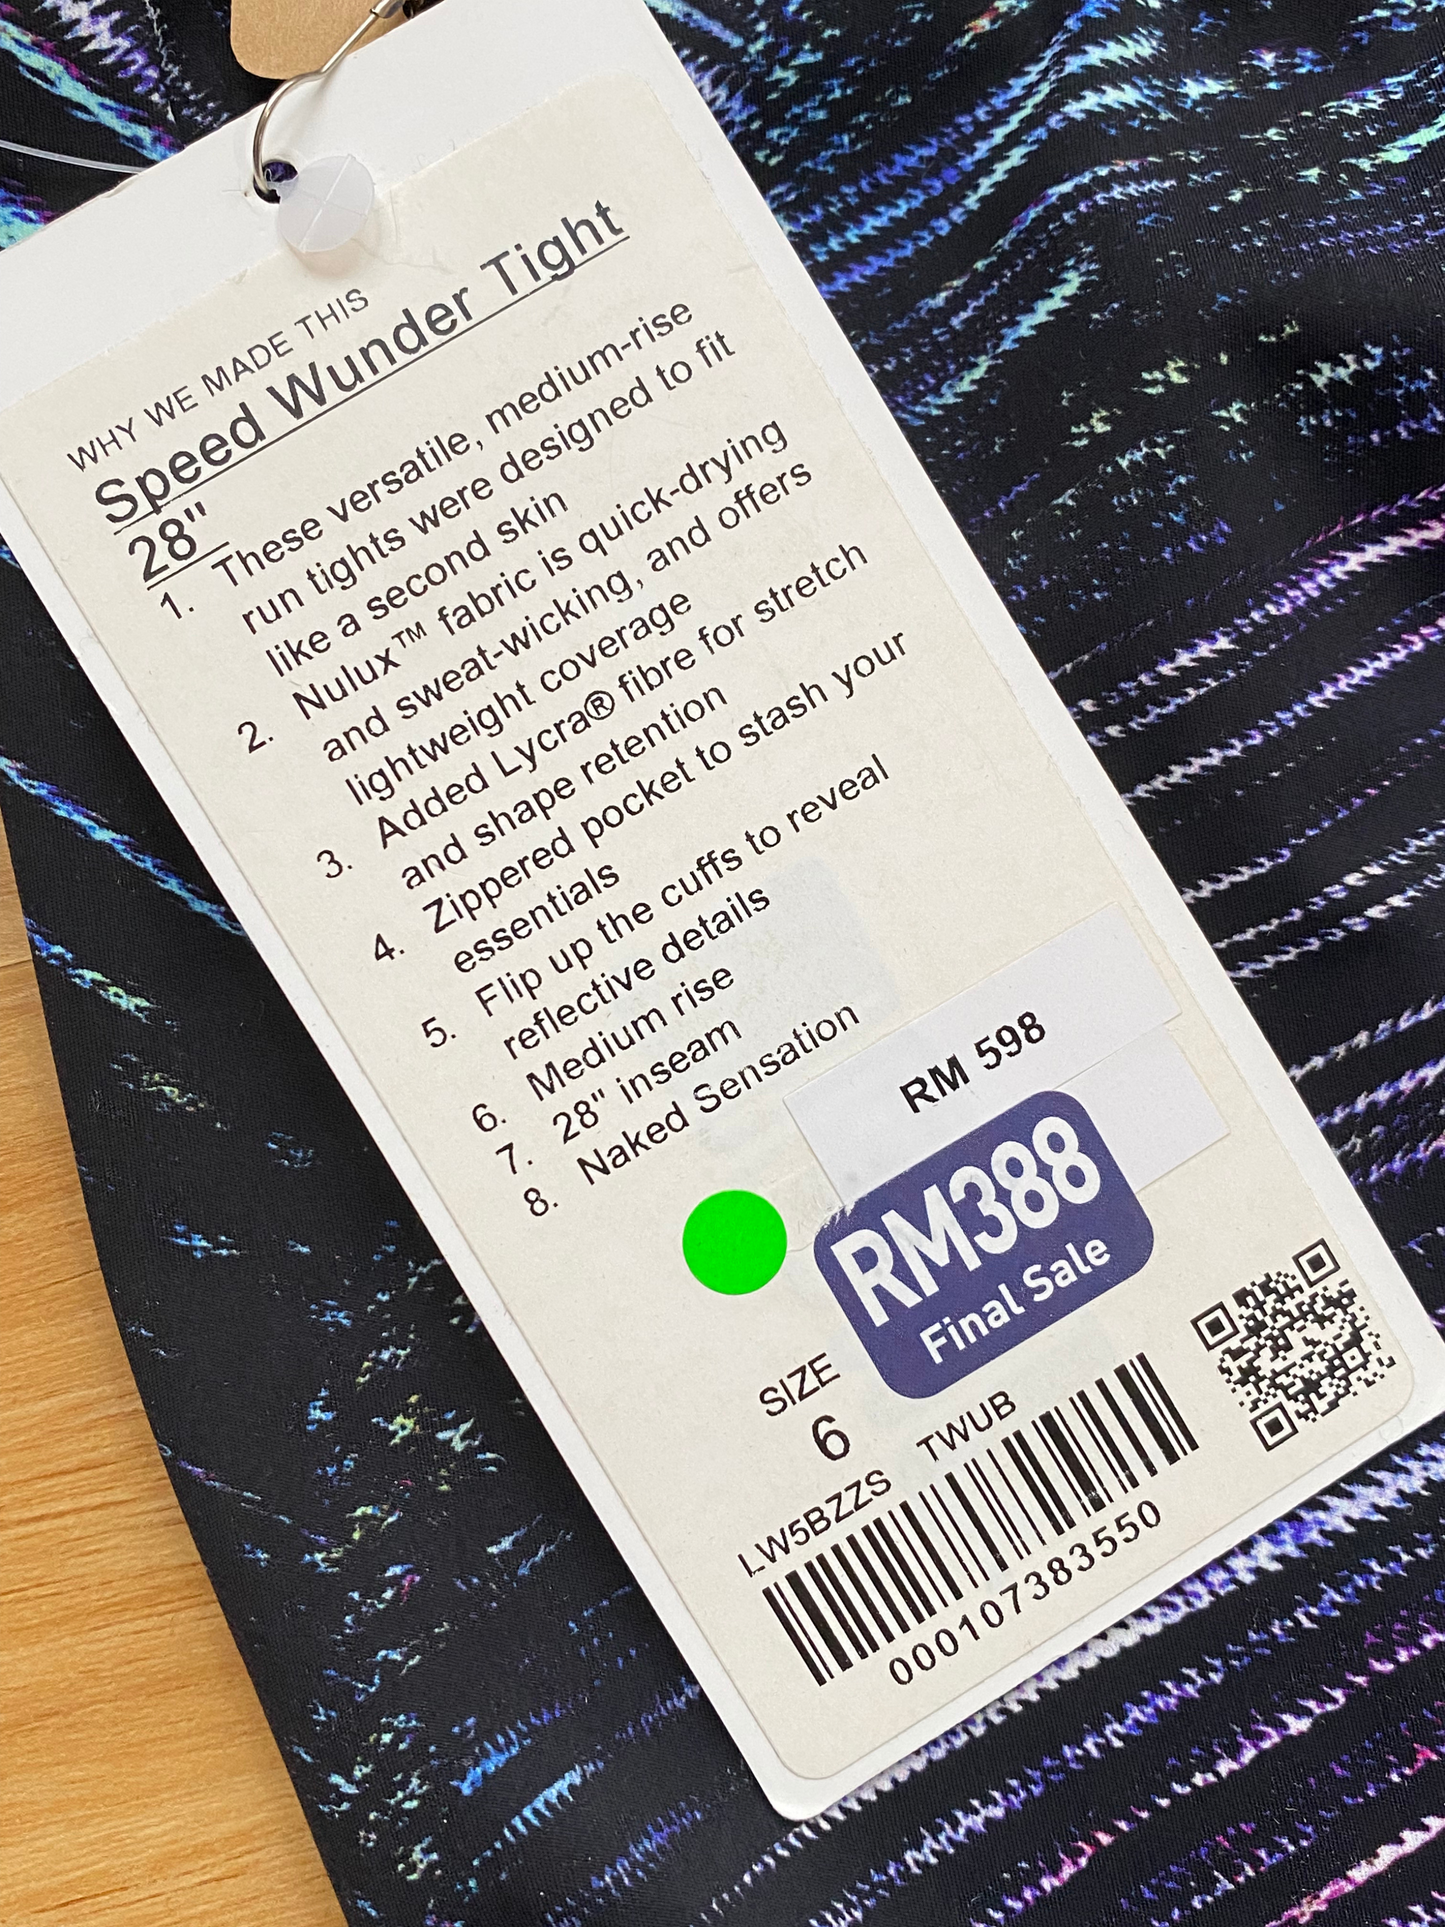 WHY WE MADE THIS
Speed Wunder Tight
28"
1. These versatile, medium-rise
run tights were designed to fit
like a second skin
2. Nulux™ fabric is quick-drying
and sweat-wicking, and offers
lightweight coverage
3. Added Lycra® fibre for stretch
and shape retention
4. Zippered pocket to stash your
essentials
5. Flip up the cuffs to reveal
reflective details
6. Medium rise
7. 28" inseam
8. Naked Sensation
RM 598
RM388
Final Sale
SIZE
6
LW5BZZS TWUB
000107383550